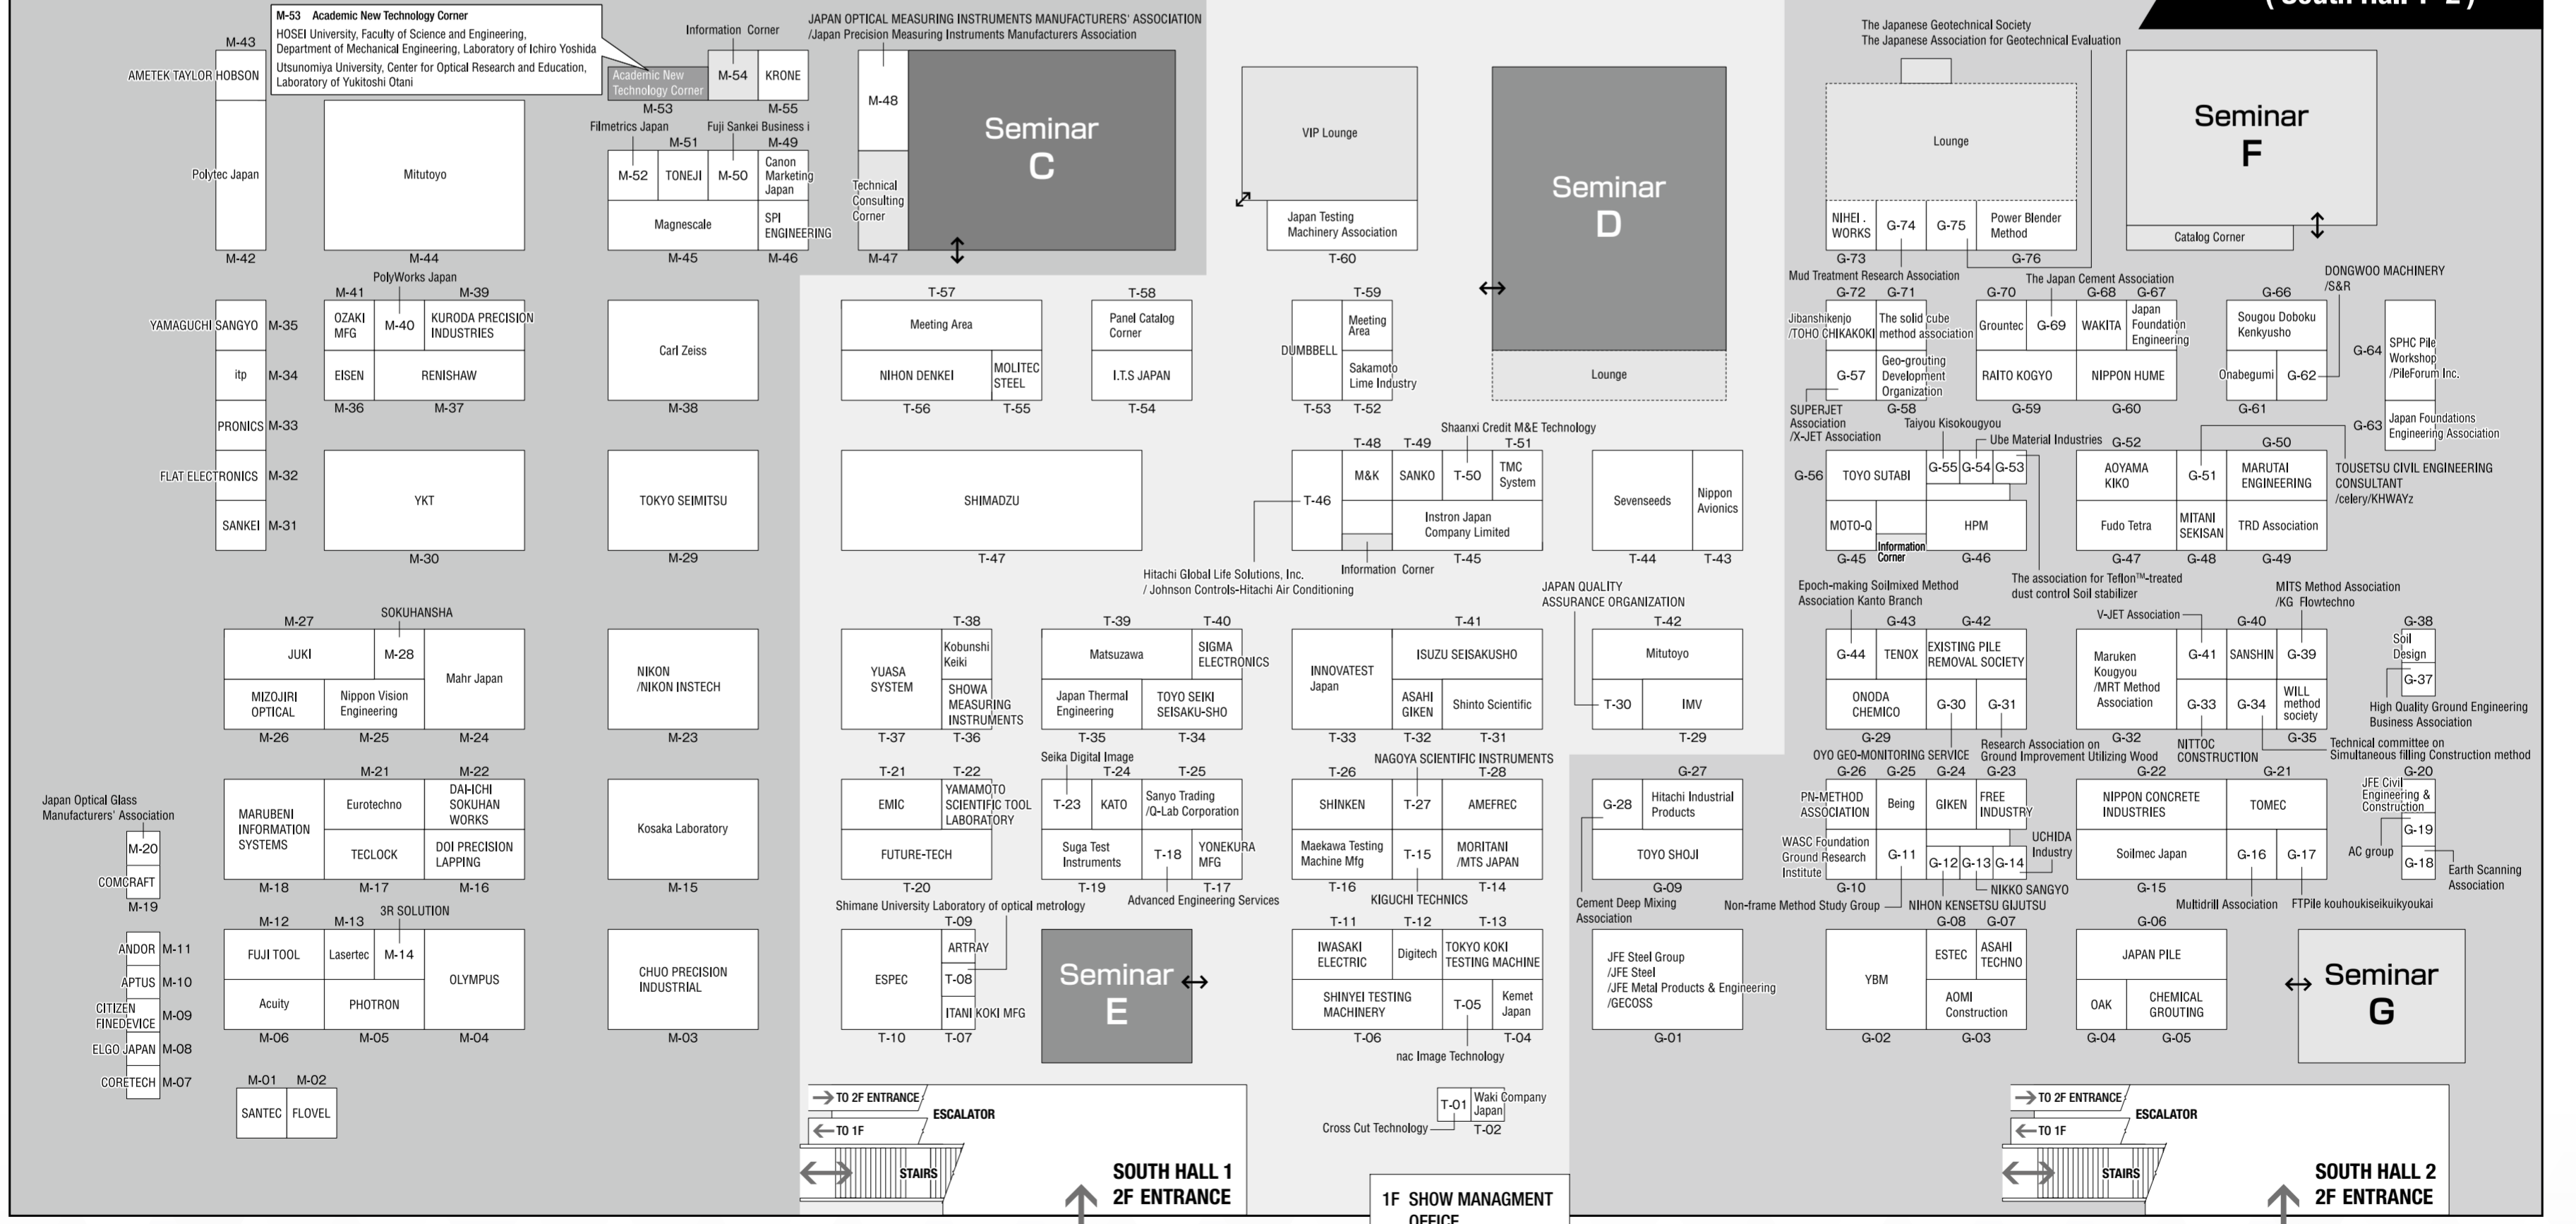 M-53 Academic New Technology Corner
HOSEI University, Faculty of Science and Engineering,
Department of Mechanical Engineering, Laboratory of Ichiro Yoshida
Utsunomiya University, Center for Optical Research and Education,
Laboratory of Yukitoshi Otani
M-43
AMETEK TAYLOR HOBSON
Polytec Japan
M-42
Mitutoyo
M-44
Academic New
Technology Corner
M-53
Information Corner
M-54
KRONE
M-55
Filmetrics Japan
Fuji Sankei Business i
M-51
M-49
M-52
TONEJI
M-50
Canon
Marketing
Japan
Magnescale
SPI
ENGINEERING
M-45
M-46
JAPAN OPTICAL MEASURING INSTRUMENTS MANUFACTURERS' ASSOCIATION
/Japan Precision Measuring Instruments Manufacturers Association
M-48
Technical
Consulting
Corner
M-47
Seminar
C
VIP Lounge
Japan Testing
Machinery Association
T-60
Seminar
D
Lounge
The Japanese Geotechnical Society
The Japanese Association for Geotechnical Evaluation
Lounge
NIHEI .
WORKS
G-74
G-75
Power Blender
Method
G-73
G-76
Mud Treatment Research Association
Seminar
F
Catalog Corner
YAMAGUCHI SANGYO
M-35
itp
M-34
PRONICS
M-33
FLAT ELECTRONICS
M-32
SANKEI
M-31
PolyWorks Japan
M-41
M-39
OZAKI
MFG
M-40
KURODA PRECISION
INDUSTRIES
EISEN
RENISHAW
M-36
M-37
Carl Zeiss
M-38
T-57
Meeting Area
NIHON DENKEI
MOLITEC
STEEL
T-56
T-55
T-58
Panel Catalog
Corner
I.T.S JAPAN
T-54
T-59
DUMBBELL
Meeting
Area
Sakamoto
Lime Industry
T-53
T-52
G-72
G-71
Jibanshikenjo
/TOHO CHIKAKOKI
The solid cube
method association
G-57
Geo-grouting
Development
Organization
G-58
SUPERJET
Association
/X-JET Association
The Japan Cement Association
G-70
G-68
G-67
Grountec
G-69
WAKITA
Japan
Foundation
Engineering
RAITO KOGYO
NIPPON HUME
G-59
G-60
DONGWOO MACHINERY
/S&R
G-66
Sougou Doboku
Kenkyusho
Onabegumi
G-62
G-61
G-64
SPHC Pile
Workshop
/PileForum Inc.
G-63
Japan Foundations
Engineering Association
YKT
M-30
TOKYO SEIMITSU
M-29
SHIMADZU
T-47
Shaanxi Credit M&E Technology
T-48
T-49
T-51
T-46
M&K
SANKO
T-50
TMC
System
Instron Japan
Company Limited
Information Corner
T-45
Hitachi Global Life Solutions, Inc.
/ Johnson Controls-Hitachi Air Conditioning
Sevenseeds
Nippon
Avionics
T-44
T-43
Taiyou Kisokougyou
Ube Material Industries
G-56
TOYO SUTABI
G-55
G-54
G-53
MOTO-Q
Information
Corner
HPM
G-45
G-46
The association for Teflon™-treated
dust control Soil stabilizer
G-52
G-50
AOYAMA
KIKO
G-51
MARUTAI
ENGINEERING
Fudo Tetra
MITANI
SEKISAN
TRD Association
G-47
G-48
G-49
TOUSETSU CIVIL ENGINEERING
CONSULTANT
/celery/KHWAYz
SOKUHANSHA
M-27
JUKI
M-28
Mahr Japan
MIZOJIRI
OPTICAL
Nippon Vision
Engineering
M-26
M-25
M-24
NIKON
/NIKON INSTECH
M-23
T-38
YUASA
SYSTEM
Kobunshi
Keiki
SHOWA
MEASURING
INSTRUMENTS
T-37
T-36
T-39
T-40
Matsuzawa
SIGMA
ELECTRONICS
Japan Thermal
Engineering
TOYO SEIKI
SEISAKU-SHO
T-35
T-34
T-41
INNOVATEST
Japan
ISUZU SEISAKUSHO
ASAHI
GIKEN
Shinto Scientific
T-33
T-32
T-31
JAPAN QUALITY
ASSURANCE ORGANIZATION
T-42
Mitutoyo
T-30
IMV
T-29
Epoch-making Soilmixed Method
Association Kanto Branch
G-43
G-42
G-44
TENOX
EXISTING PILE
REMOVAL SOCIETY
ONODA
CHEMICO
G-30
G-31
G-29
OYO GEO-MONITORING SERVICE
Research Association on
Ground Improvement Utilizing Wood
V-JET Association
MITS Method Association
/KG Flowtechno
G-40
Maruken
Kougyou
/MRT Method
Association
G-41
SANSHIN
G-39
G-33
G-34
WILL
method
society
G-32
NITTOC
CONSTRUCTION
G-35
Technical committee on
Simultaneous filling Construction method
G-38
Soil
Design
G-37
High Quality Ground Engineering
Business Association
Japan Optical Glass
Manufacturers' Association
M-20
COMCRAFT
M-19
M-21
M-22
MARUBENI
INFORMATION
SYSTEMS
Eurotechno
DAI-ICHI
SOKUHAN
WORKS
TECLOCK
DOI PRECISION
LAPPING
M-18
M-17
M-16
Kosaka Laboratory
M-15
T-21
T-22
EMIC
YAMAMOTO
SCIENTIFIC TOOL
LABORATORY
FUTURE-TECH
T-20
Seika Digital Image
T-24
T-25
T-23
KATO
Sanyo Trading
/Q-Lab Corporation
Suga Test
Instruments
T-18
YONEKURA
MFG
T-19
T-17
Advanced Engineering Services
NAGOYA SCIENTIFIC INSTRUMENTS
T-26
T-28
SHINKEN
T-27
AMEFREC
Maekawa Testing
Machine Mfg
T-15
MORITANI
/MTS JAPAN
T-16
T-14
KIGUCHI TECHNICS
G-27
G-28
Hitachi Industrial
Products
TOYO SHOJI
G-09
Cement Deep Mixing
Association
G-26
G-25
G-24
G-23
PN-METHOD
ASSOCIATION
Being
GIKEN
FREE
INDUSTRY
WASC Foundation
Ground Research
Institute
G-11
G-12
G-13
G-14
UCHIDA
Industry
G-10
NIKKO SANGYO
Non-frame Method Study Group
NIHON KENSETSU GIJUTSU
G-22
G-21
NIPPON CONCRETE
INDUSTRIES
TOMEC
Soilmec Japan
G-16
G-17
G-15
Multidrill Association
FTPile kouhoukiseikuikyoukai
G-20
JFE Civil
Engineering &
Construction
G-19
AC group
G-18
Earth Scanning
Association
ANDOR
M-11
APTUS
M-10
CITIZEN
FINEDEVICE
M-09
ELGO JAPAN
M-08
CORETECH
M-07
M-12
M-13
3R SOLUTION
FUJI TOOL
Lasertec
M-14
OLYMPUS
Acuity
PHOTRON
M-06
M-05
M-04
CHUO PRECISION
INDUSTRIAL
M-03
Shimane University Laboratory of optical metrology
T-09
ESPEC
ARTRAY
T-08
ITANI KOKI MFG
T-10
T-07
Seminar
E
T-11
T-12
T-13
IWASAKI
ELECTRIC
Digitech
TOKYO KOKI
TESTING MACHINE
SHINYEI TESTING
MACHINERY
T-05
Kemet
Japan
T-06
T-04
nac Image Technology
JFE Steel Group
/JFE Steel
/JFE Metal Products & Engineering
/GECOSS
G-01
G-08
G-07
YBM
ESTEC
ASAHI
TECHNO
AOMI
Construction
G-02
G-03
G-06
JAPAN PILE
OAK
CHEMICAL
GROUTING
G-04
G-05
Seminar
G
M-01
M-02
SANTEC
FLOVEL
TO 2F ENTRANCE
ESCALATOR
TO 1F
STAIRS
SOUTH HALL 1
2F ENTRANCE
T-01
Waki Company
Japan
Cross Cut Technology
T-02
1F SHOW MANAGMENT
OFFICE
TO 2F ENTRANCE
ESCALATOR
TO 1F
STAIRS
SOUTH HALL 2
2F ENTRANCE